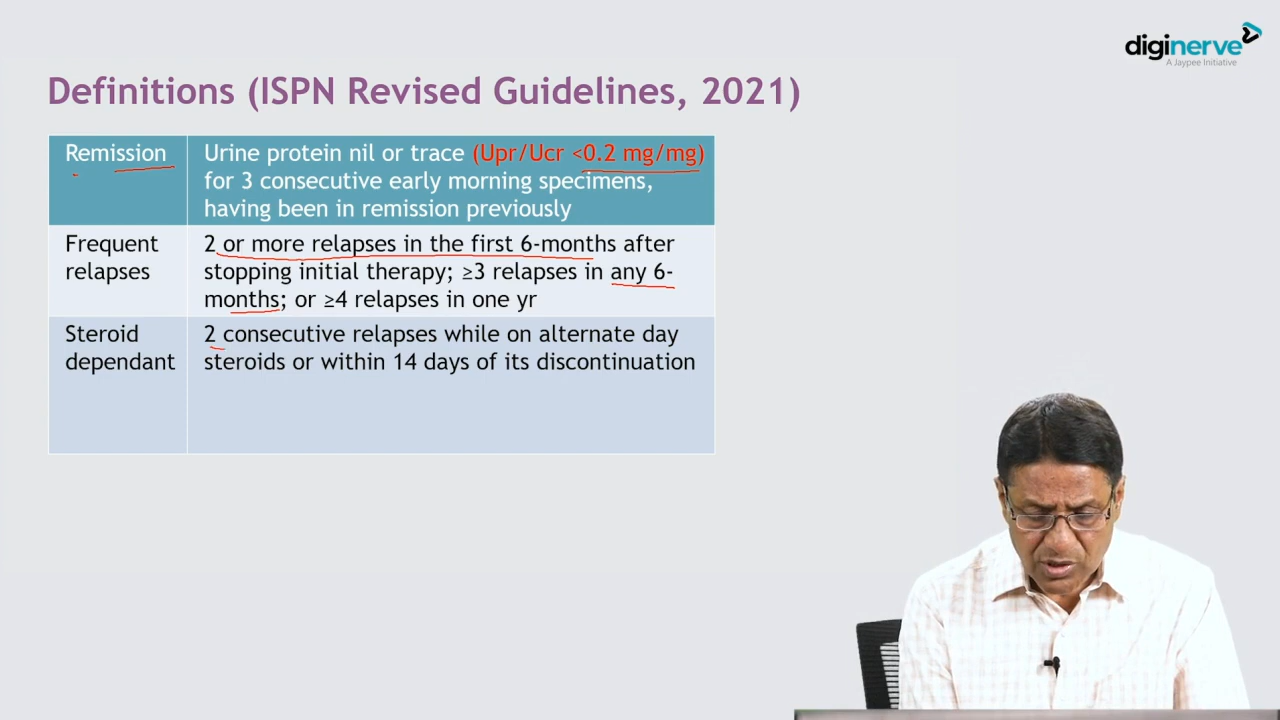 diginerve
A Jaypee Initiative
Definitions (ISPN Revised Guidelines, 2021)
Remission
Urine protein nil or trace (Upr/Ucr <0.2 mg/mg)
for 3 consecutive early morning specimens,
having been in remission previously
Frequent
relapses
2 or more relapses in the first 6-months after
stopping initial therapy; ≥3 relapses in any 6-
months; or ≥4 relapses in one yr
Steroid
dependant
2 consecutive relapses while on alternate day
steroids or within 14 days of its discontinuation